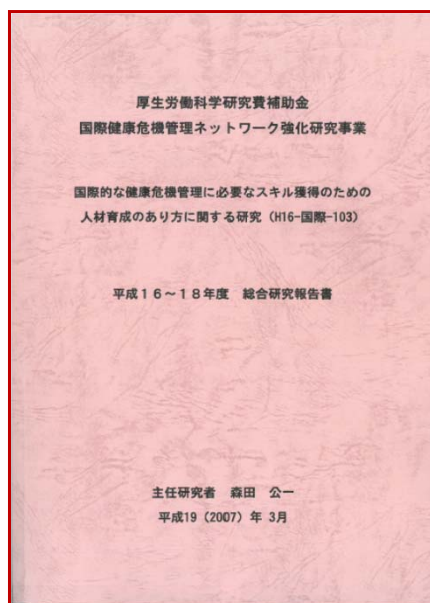 厚生労働科学研究費補助金
国際健康危機管理ネットワーク強化研究事業
国際的な健康危機管理に必要なスキル獲得のための
人材育成のあり方に関する研究（H16-国際-103）
平成１６～１８年度　総合研究報告書
主任研究者　森田　公一
平成19（2007）年 3月